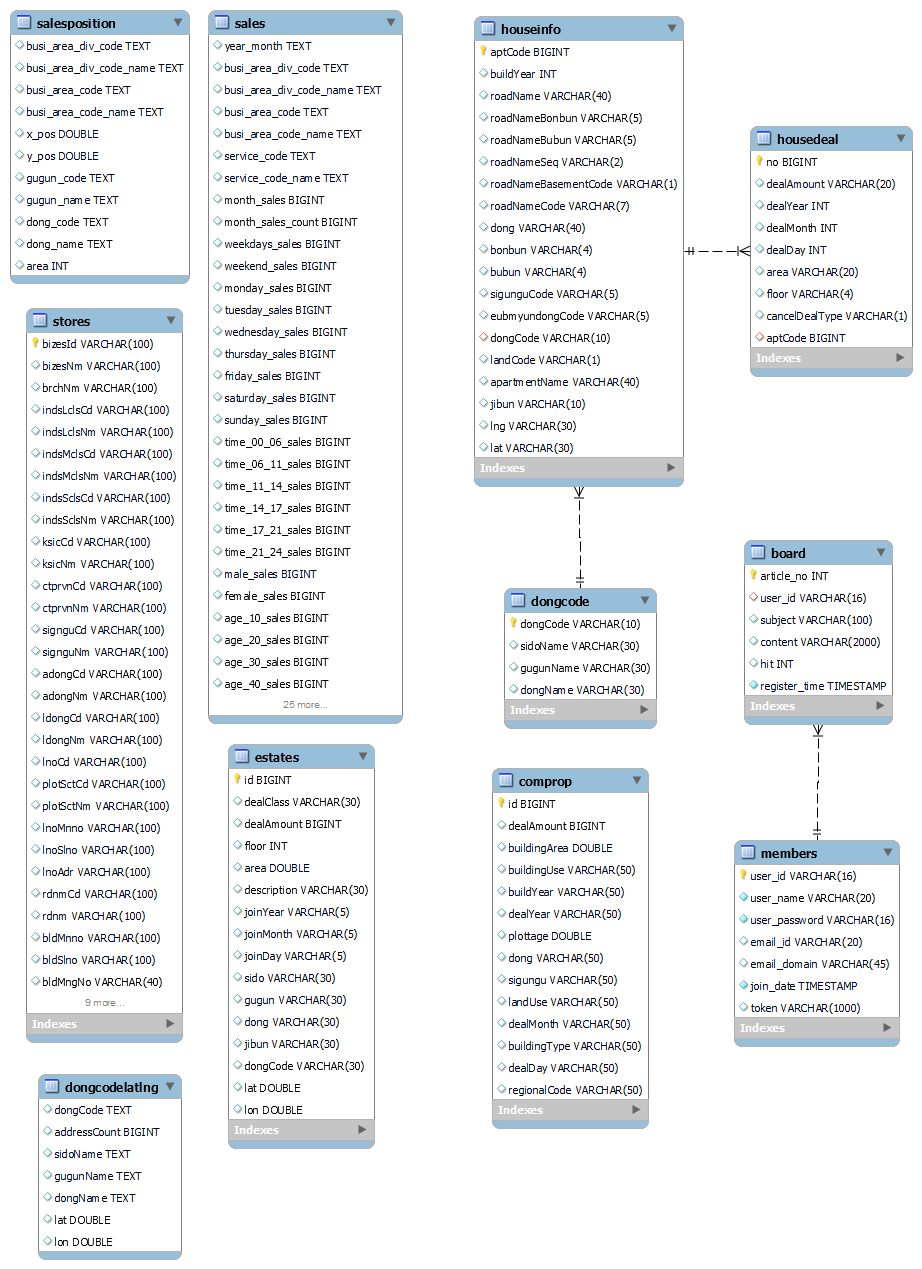 salesposition
busi_area_div_code TEXT
busi_area_div_code_name TEXT
busi_area_code TEXT
busi_area_code_name TEXT
x_pos DOUBLE
y_pos DOUBLE
gugun_code TEXT
gugun_name TEXT
dong_code TEXT
dong_name TEXT
area INT
sales
year_month TEXT
busi_area_div_code TEXT
busi_area_div_code_name TEXT
busi_area_code TEXT
busi_area_code_name TEXT
service_code TEXT
service_code_name TEXT
month_sales BIGINT
month_sales_count BIGINT
weekdays_sales BIGINT
weekend_sales BIGINT
monday_sales BIGINT
tuesday_sales BIGINT
wednesday_sales BIGINT
thursday_sales BIGINT
friday_sales BIGINT
saturday_sales BIGINT
sunday_sales BIGINT
time_00_06_sales BIGINT
time_06_11_sales BIGINT
time_11_14_sales BIGINT
time_14_17_sales BIGINT
time_17_21_sales BIGINT
time_21_24_sales BIGINT
male_sales BIGINT
female_sales BIGINT
age_10_sales BIGINT
age_20_sales BIGINT
age_30_sales BIGINT
age_40_sales BIGINT
25 more...
houseinfo
aptCode BIGINT
buildYear INT
roadName VARCHAR(40)
roadNameBonbun VARCHAR(5)
roadNameBubun VARCHAR(5)
roadNameSeq VARCHAR(2)
roadNameBasementCode VARCHAR(1)
roadNameCode VARCHAR(7)
dong VARCHAR(40)
bonbun VARCHAR(4)
bubun VARCHAR(4)
sigunguCode VARCHAR(5)
eubmyundongCode VARCHAR(5)
dongCode VARCHAR(10)
landCode VARCHAR(1)
apartmentName VARCHAR(40)
jibun VARCHAR(10)
lng VARCHAR(30)
lat VARCHAR(30)
Indexes
housedeal
no BIGINT
dealAmount VARCHAR(20)
dealYear INT
dealMonth INT
dealDay INT
area VARCHAR(20)
floor VARCHAR(4)
cancelDealType VARCHAR(1)
aptCode BIGINT
Indexes
stores
bizesId VARCHAR(100)
bizesNm VARCHAR(100)
brchNm VARCHAR(100)
indsLclsCd VARCHAR(100)
indsLclsNm VARCHAR(100)
indsMclsCd VARCHAR(100)
indsMclsNm VARCHAR(100)
indsSclsCd VARCHAR(100)
indsSclsNm VARCHAR(100)
ksicCd VARCHAR(100)
ksicNm VARCHAR(100)
ctprvnCd VARCHAR(100)
ctprvnNm VARCHAR(100)
signguCd VARCHAR(100)
signguNm VARCHAR(100)
adongCd VARCHAR(100)
adongNm VARCHAR(100)
ldongCd VARCHAR(100)
ldongNm VARCHAR(100)
lnoCd VARCHAR(100)
plotSctCd VARCHAR(100)
plotSctNm VARCHAR(100)
lnoMnno VARCHAR(100)
lnoSlno VARCHAR(100)
lnoAdr VARCHAR(100)
rdnmCd VARCHAR(100)
rdnm VARCHAR(100)
bldMnno VARCHAR(100)
bldSlno VARCHAR(100)
bldMngNo VARCHAR(40)
9 more...
Indexes
dongcode
dongCode VARCHAR(10)
sidoName VARCHAR(30)
gugunName VARCHAR(30)
dongName VARCHAR(30)
Indexes
board
article_no INT
user_id VARCHAR(16)
subject VARCHAR(100)
content VARCHAR(2000)
hit INT
register_time TIMESTAMP
Indexes
estates
id BIGINT
dealClass VARCHAR(30)
dealAmount BIGINT
floor INT
area DOUBLE
description VARCHAR(30)
joinYear VARCHAR(5)
joinMonth VARCHAR(5)
joinDay VARCHAR(5)
sido VARCHAR(30)
gugun VARCHAR(30)
dong VARCHAR(30)
jibun VARCHAR(30)
dongCode VARCHAR(30)
lat DOUBLE
lon DOUBLE
Indexes
comprop
id BIGINT
dealAmount BIGINT
buildingArea DOUBLE
buildingUse VARCHAR(50)
buildYear VARCHAR(50)
dealYear VARCHAR(50)
plottage DOUBLE
dong VARCHAR(50)
sigungu VARCHAR(50)
landUse VARCHAR(50)
dealMonth VARCHAR(50)
buildingType VARCHAR(50)
dealDay VARCHAR(50)
regionalCode VARCHAR(50)
Indexes
members
user_id VARCHAR(16)
user_name VARCHAR(20)
user_password VARCHAR(16)
email_id VARCHAR(20)
email_domain VARCHAR(45)
join_date TIMESTAMP
token VARCHAR(1000)
Indexes
dongcodelatlng
dongCode TEXT
addressCount BIGINT
sidoName TEXT
gugunName TEXT
dongName TEXT
lat DOUBLE
lon DOUBLE